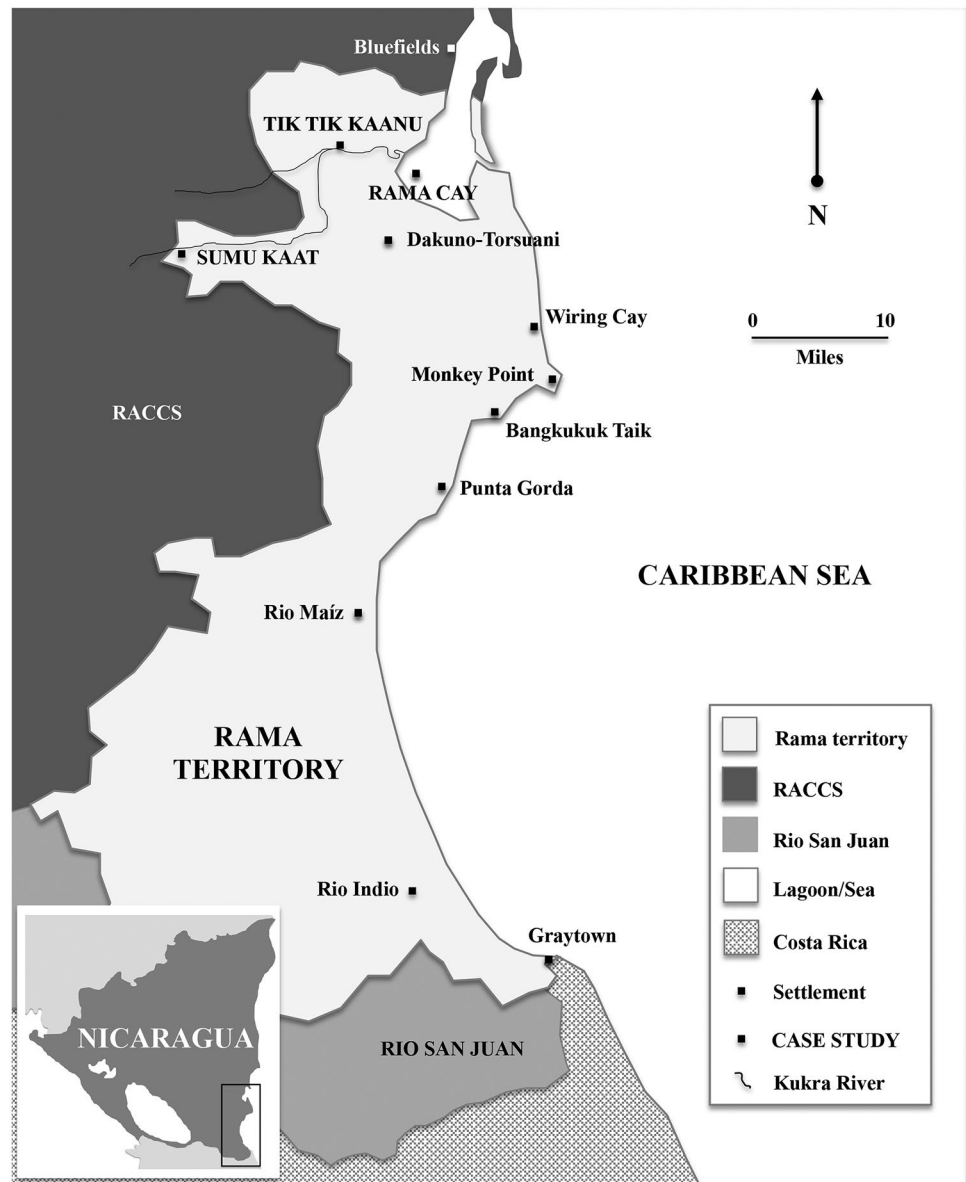 Bluefields
TIK TIK KAANU
RAMA CAY
Dakuno-Torsuani
SUMU KAAT
N
Wiring Cay
0 10
Miles
Monkey Point
RACCS
Bangkukuk Taik
Punta Gorda
CARIBBEAN SEA
Rio Maíz
RAMA
TERRITORY
Rio Indio
Graytown
RIO SAN JUAN
NICARAGUA
Rama territory
RACCS
Rio San Juan
Lagoon/Sea
Costa Rica
Settlement
CASE STUDY
Kukra River